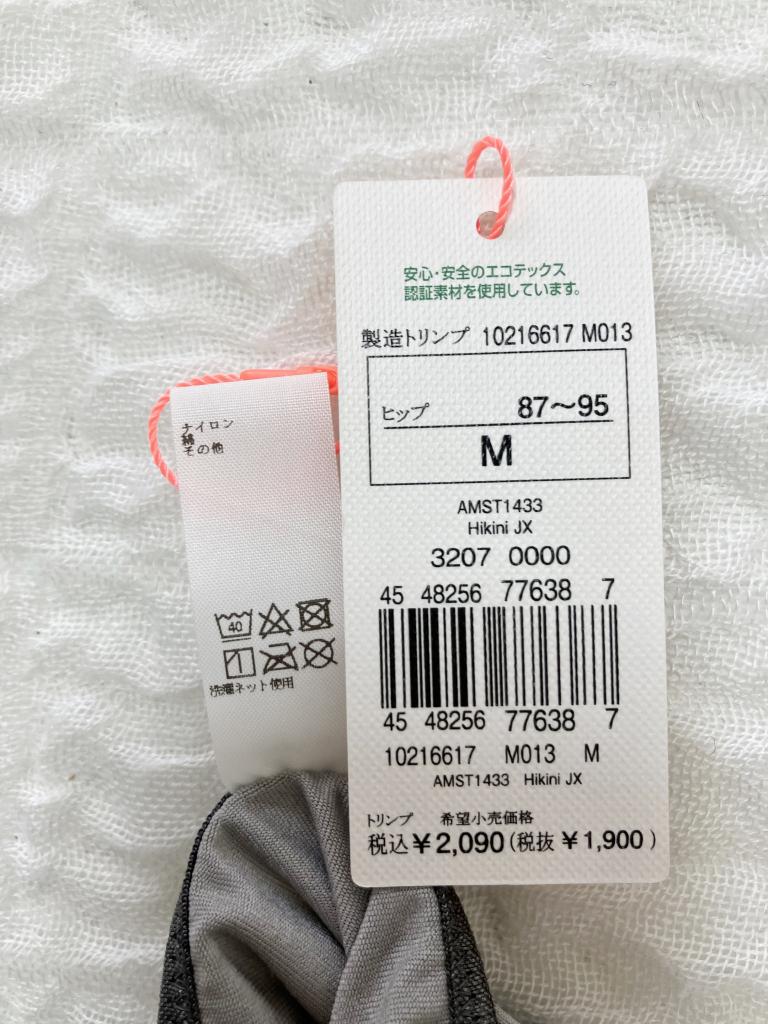 安心・安全のエコテックス
認証素材を使用しています。
製造トリンプ 10216617 M013
ヒップ 87～95
M
AMST1433
Hikini JX
3207 0000
45 48256 77638 7
45 48256 77638 7
10216617 M013 M
AMST1433 Hikini JX
トリンプ 希望小売価格
税込￥2,090(税抜￥1,900)
ナイロン
綿
その他
40
洗濯ネット使用